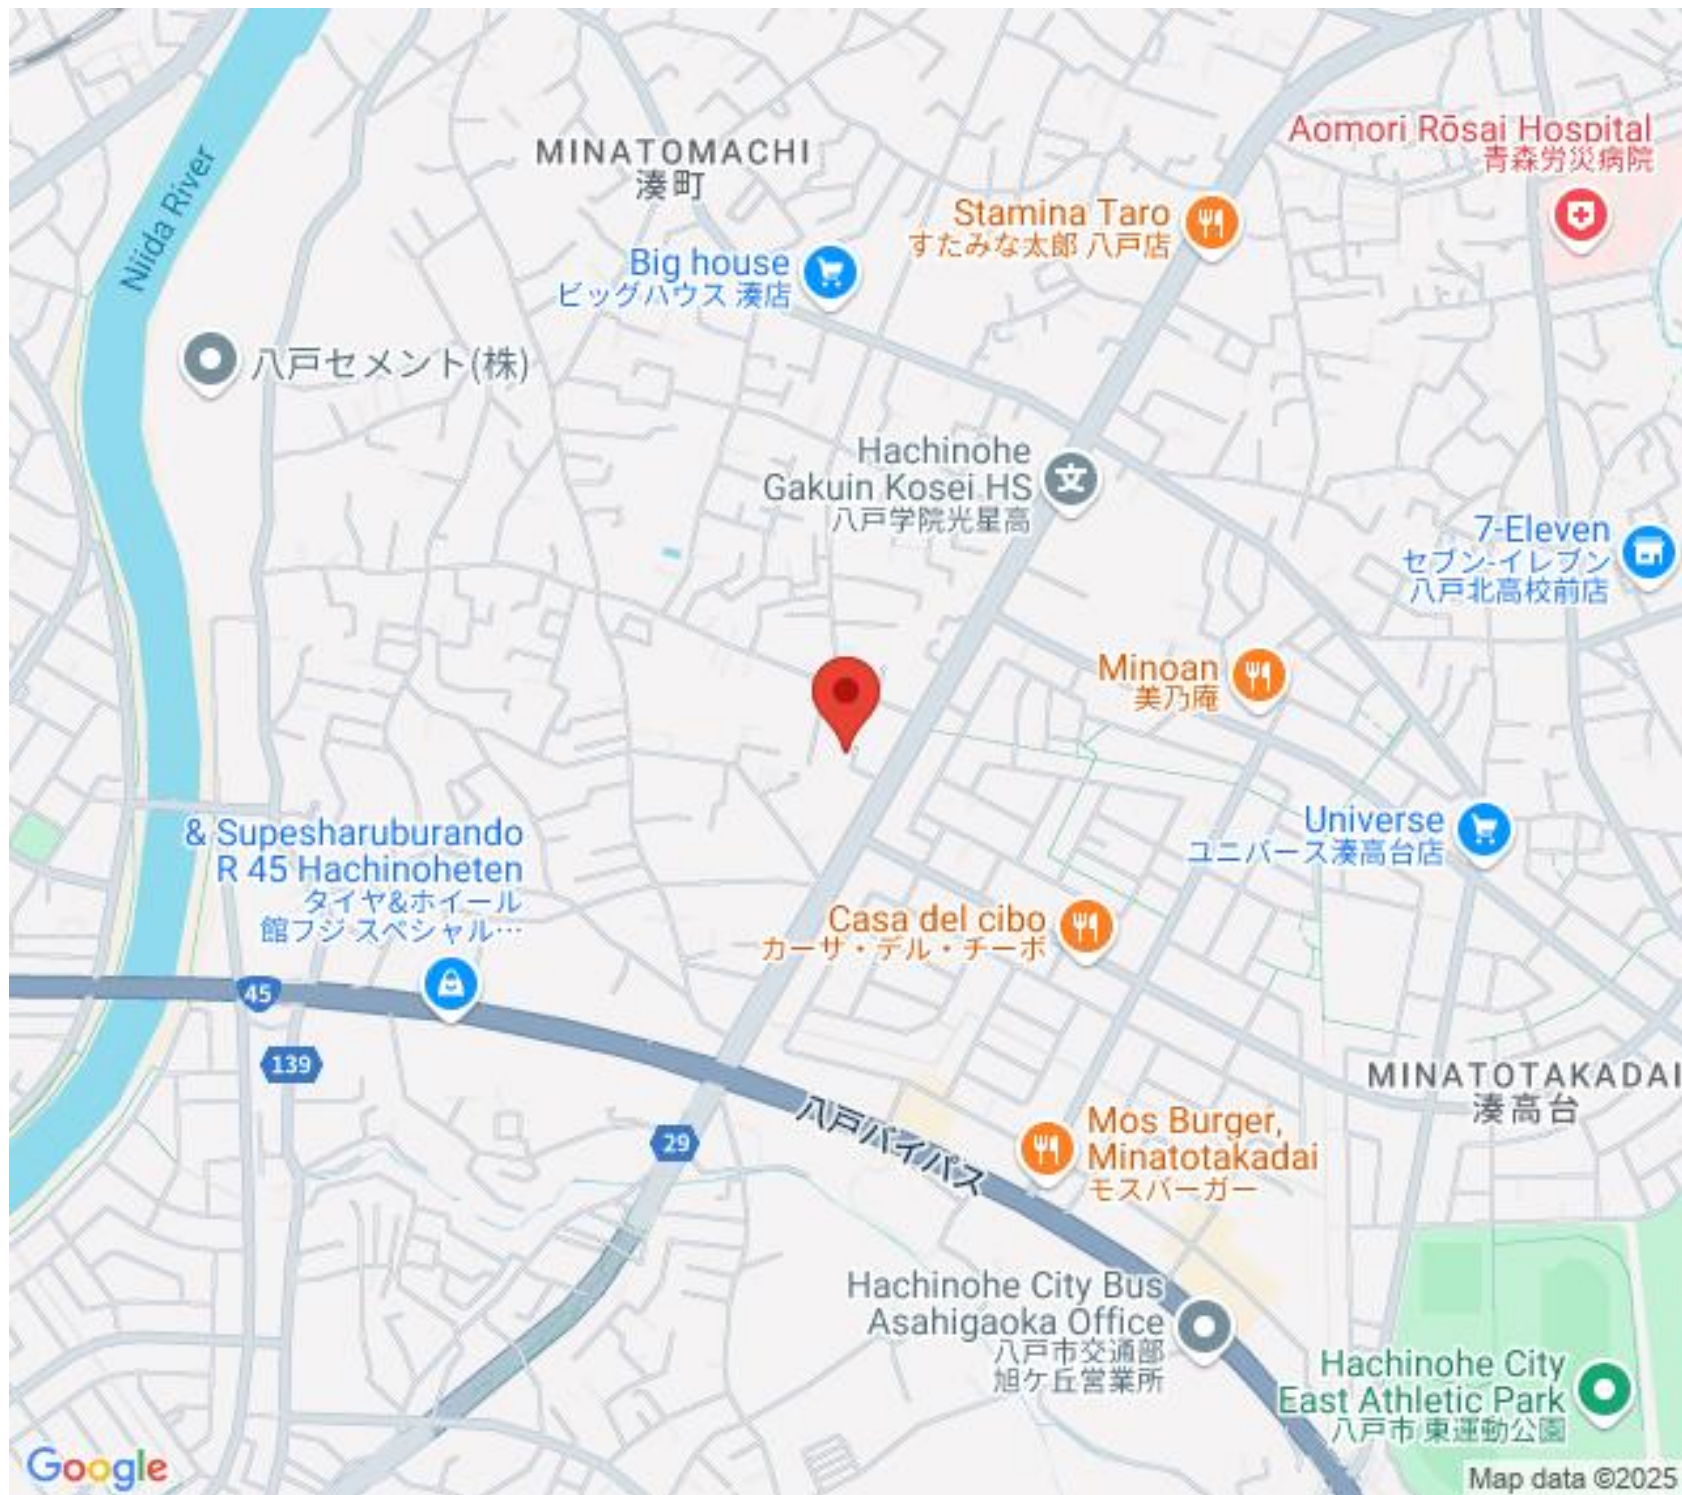 Niida River
MINATOMACHI
湊町
Aomori Rōsai Hospital
青森労災病院
Stamina Taro
すたみな太郎 八戸店
Big house
ビッグハウス 湊店
八戸セメント(株)
Hachinohe
Gakuin Kosei HS
八戸学院光星高
文
7-Eleven
セブン-イレブン
八戸北高校前店
Minoan
美乃庵
Universe
ユニバース湊高台店
& Supesharuburando
R 45 Hachinoheten
タイヤ&ホイール
館フジ スペシャル…
Casa del cibo
カーサ・デル・チーボ
45
139
29
八戸バイパス
MINATOTAKADAI
湊高台
Mos Burger,
Minatotakadai
モスバーガー
Hachinohe City Bus
Asahigaoka Office
八戸市交通部
旭ケ丘営業所
Hachinohe City
East Athletic Park
八戸市 東運動公園
Google
Map data ©2025